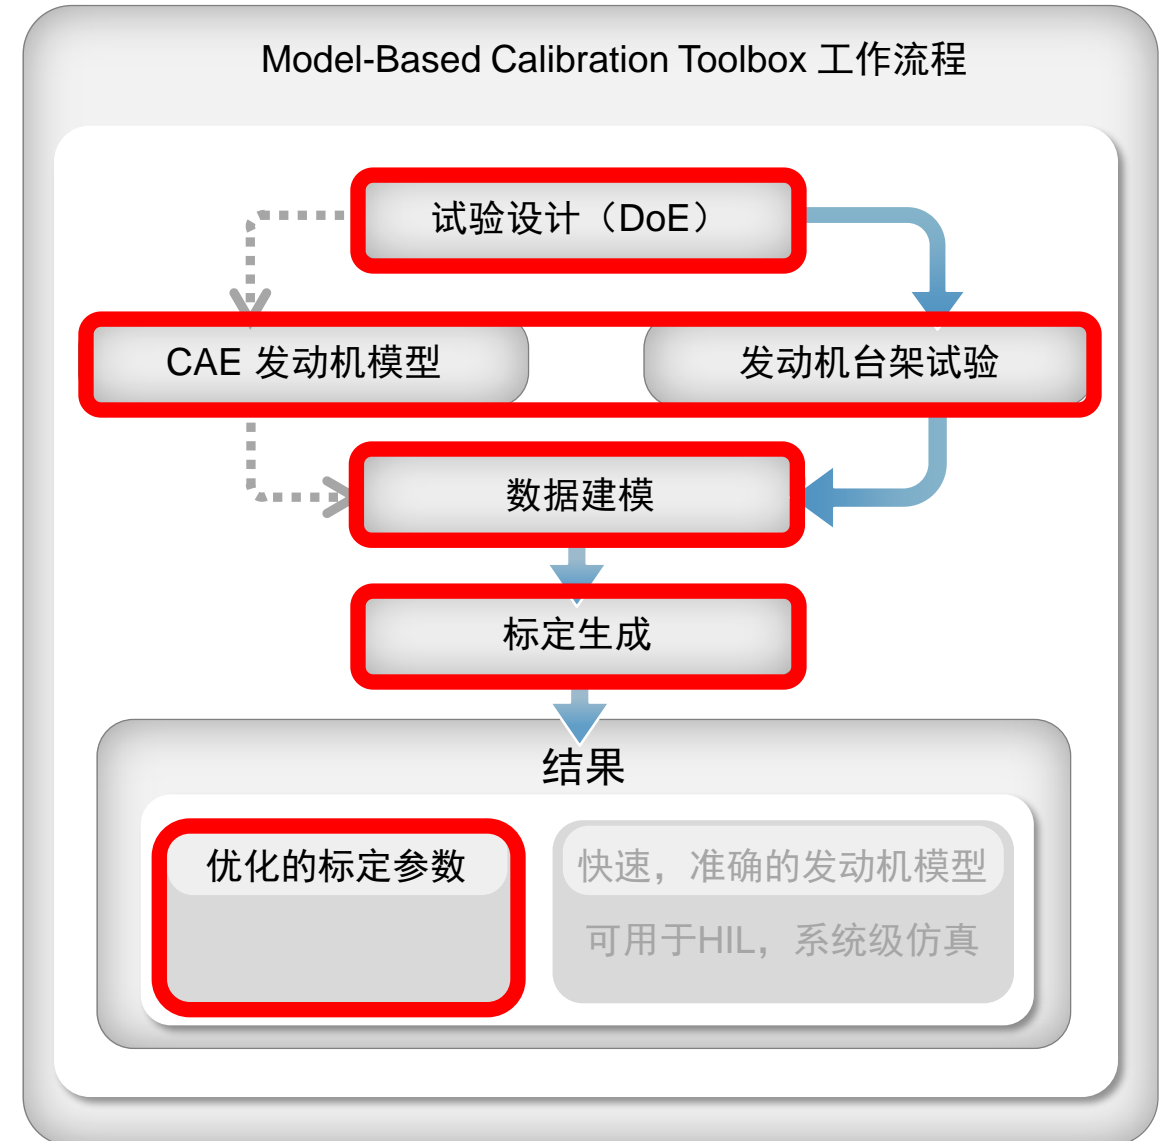 Model-Based Calibration Toolbox 工作流程
试验设计（DoE）
CAE 发动机模型
发动机台架试验
数据建模
标定生成
结果
优化的标定参数
快速，准确的发动机模型
可用于HIL，系统级仿真